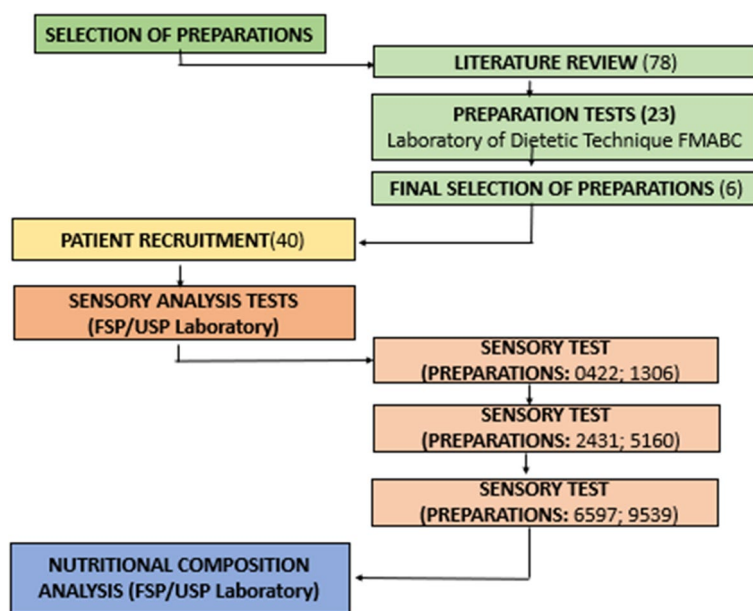 SELECTION OF PREPARATIONS
LITERATURE REVIEW (78)
PREPARATION TESTS (23)
Laboratory of Dietetic Technique FMABC
FINAL SELECTION OF PREPARATIONS (6)
PATIENT RECRUITMENT(40)
SENSORY ANALYSIS TESTS
(FSP/USP Laboratory)
SENSORY TEST
(PREPARATIONS: 0422; 1306)
SENSORY TEST
(PREPARATIONS: 2431; 5160)
SENSORY TEST
(PREPARATIONS: 6597; 9539)
NUTRITIONAL COMPOSITION
ANALYSIS (FSP/USP Laboratory)